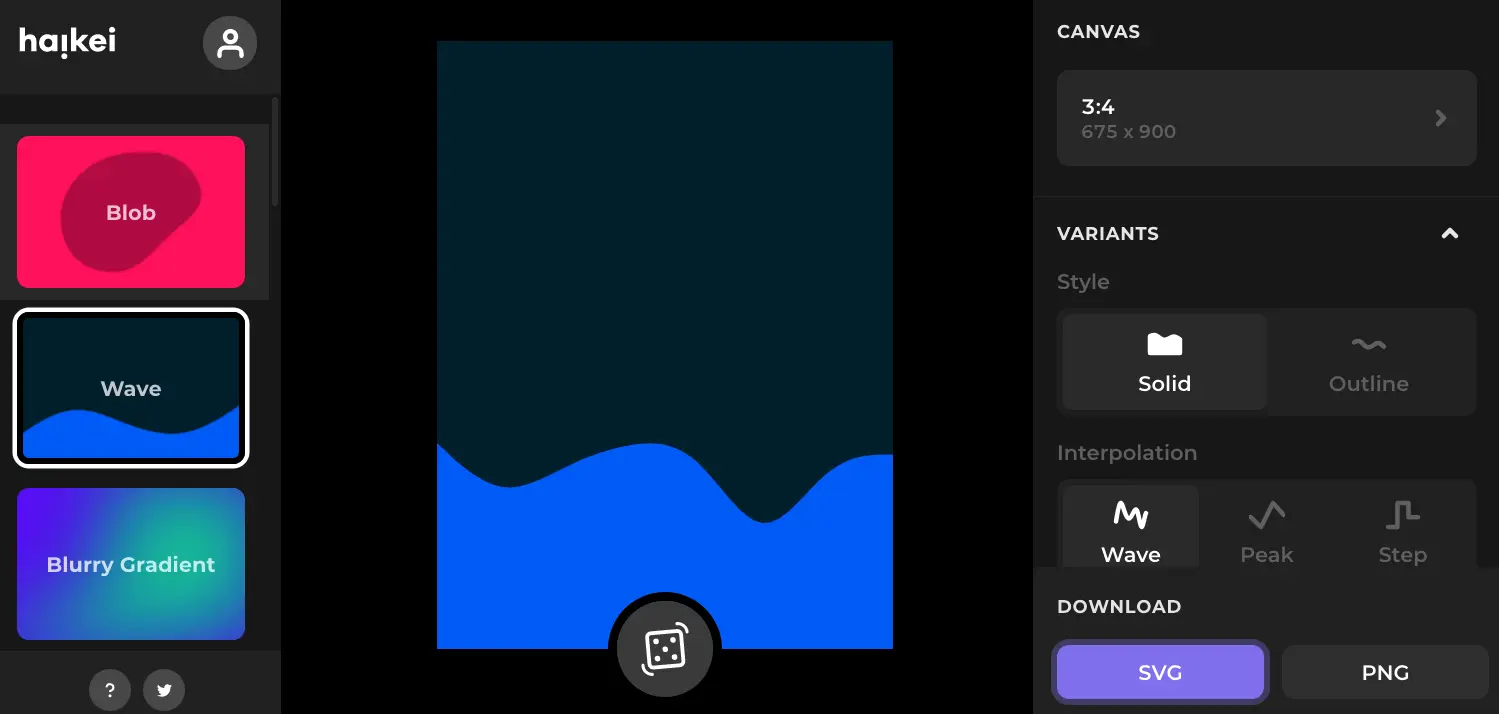 haikei
Blob
Wave
Blurry Gradient
?
CANVAS
3:4
675 x 900
VARIANTS
Style
Solid
Outline
Interpolation
Wave
Peak
Step
DOWNLOAD
SVG
PNG